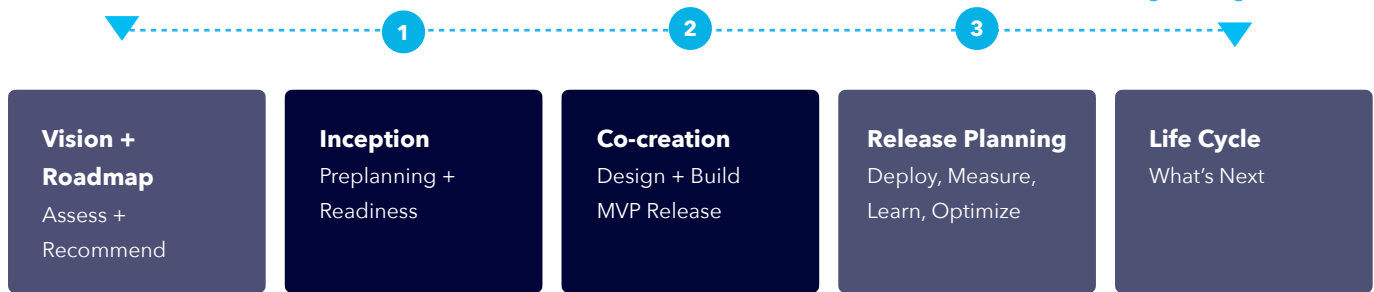 1
2
3
Vision +
Roadmap
Assess +
Recommend
Inception
Preplanning +
Readiness
Co-creation
Design + Build
MVP Release
Release Planning
Deploy, Measure,
Learn, Optimize
Life Cycle
What's Next